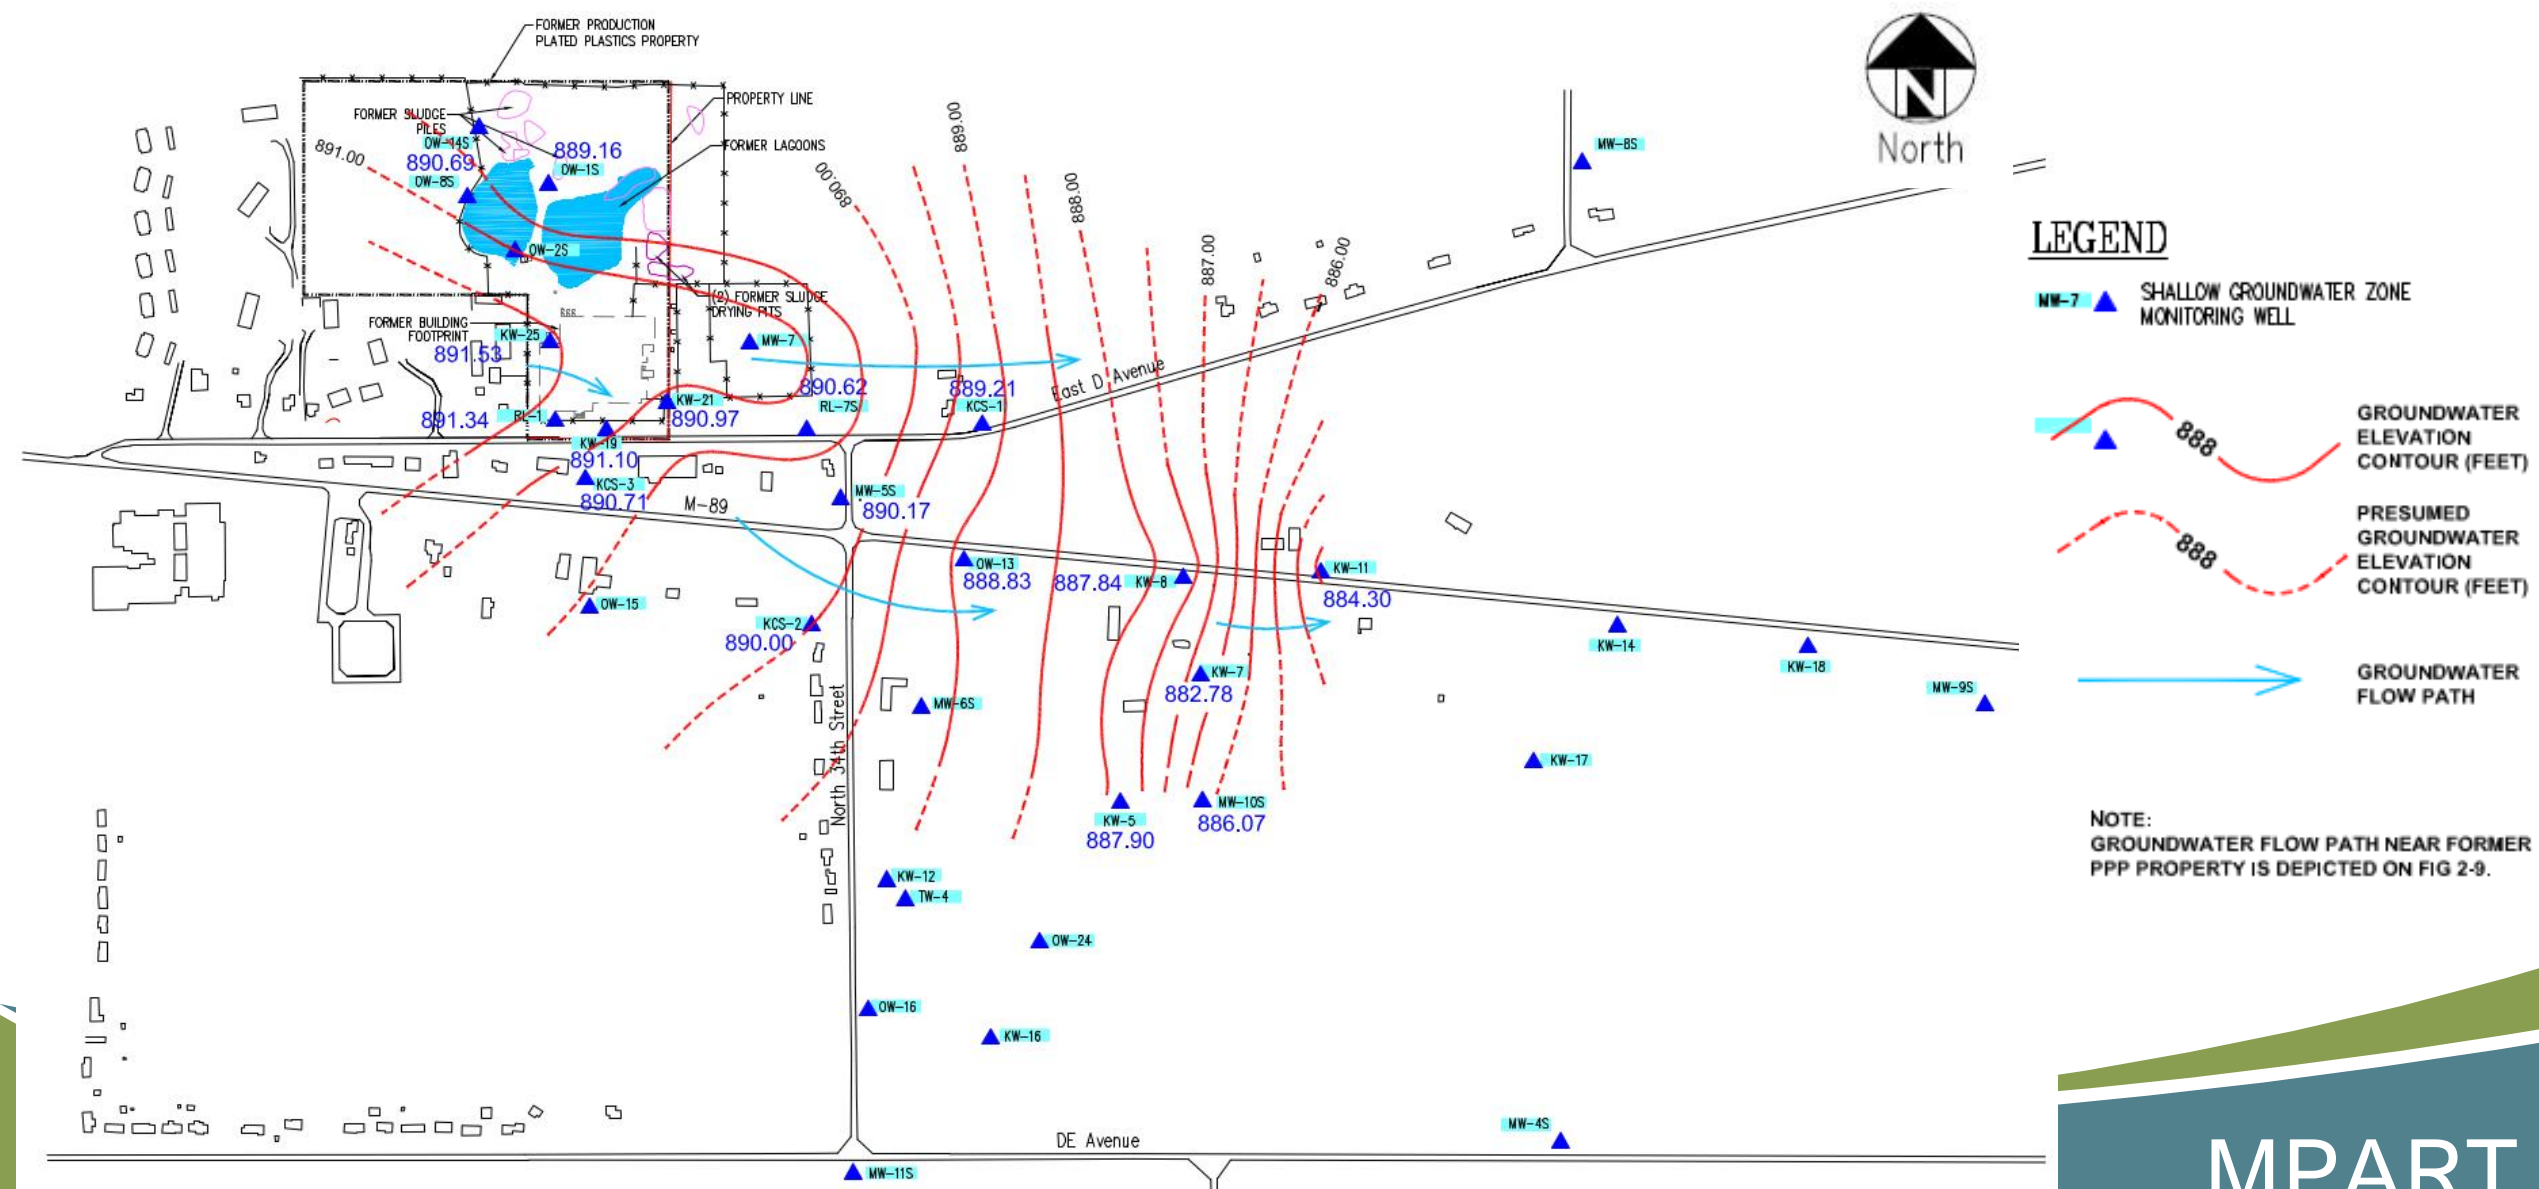 FORMER PRODUCTION
PLATED PLASTICS PROPERTY
PROPERTY LINE
FORMER SLUDGE
PILES
OW-14S
890.69
OW-8S
889.16
OW-1S
FORMER LAGOONS
891.00
890.00
889.00
888.00
887.00
886.00
North
MW-8S
OW-2S
(2) FORMER SLUDGE
DRYING PITS
FORMER BUILDING
FOOTPRINT
KW-25
891.53
MW-7
890.62
RL-7S
889.21
KCS-1
East D Avenue
891.34
RL-1
KW-21
890.97
KW-19
891.10
KCS-3
890.71
M-89
MW-5S
890.17
OW-13
888.83
887.84
KW-8
KW-11
884.30
OW-15
KCS-2
890.00
KW-14
KW-18
MW-9S
KW-7
882.78
MW-6S
North 34th Street
KW-17
KW-5
887.90
MW-10S
886.07
KW-12
TW-4
OW-24
OW-16
KW-16
DE Avenue
MW-4S
MW-11S
LEGEND
MW-7
SHALLOW GROUNDWATER ZONE
MONITORING WELL
888
GROUNDWATER
ELEVATION
CONTOUR (FEET)
888
PRESUMED
GROUNDWATER
ELEVATION
CONTOUR (FEET)
GROUNDWATER
FLOW PATH
NOTE:
GROUNDWATER FLOW PATH NEAR FORMER
PPP PROPERTY IS DEPICTED ON FIG 2-9.
MPART